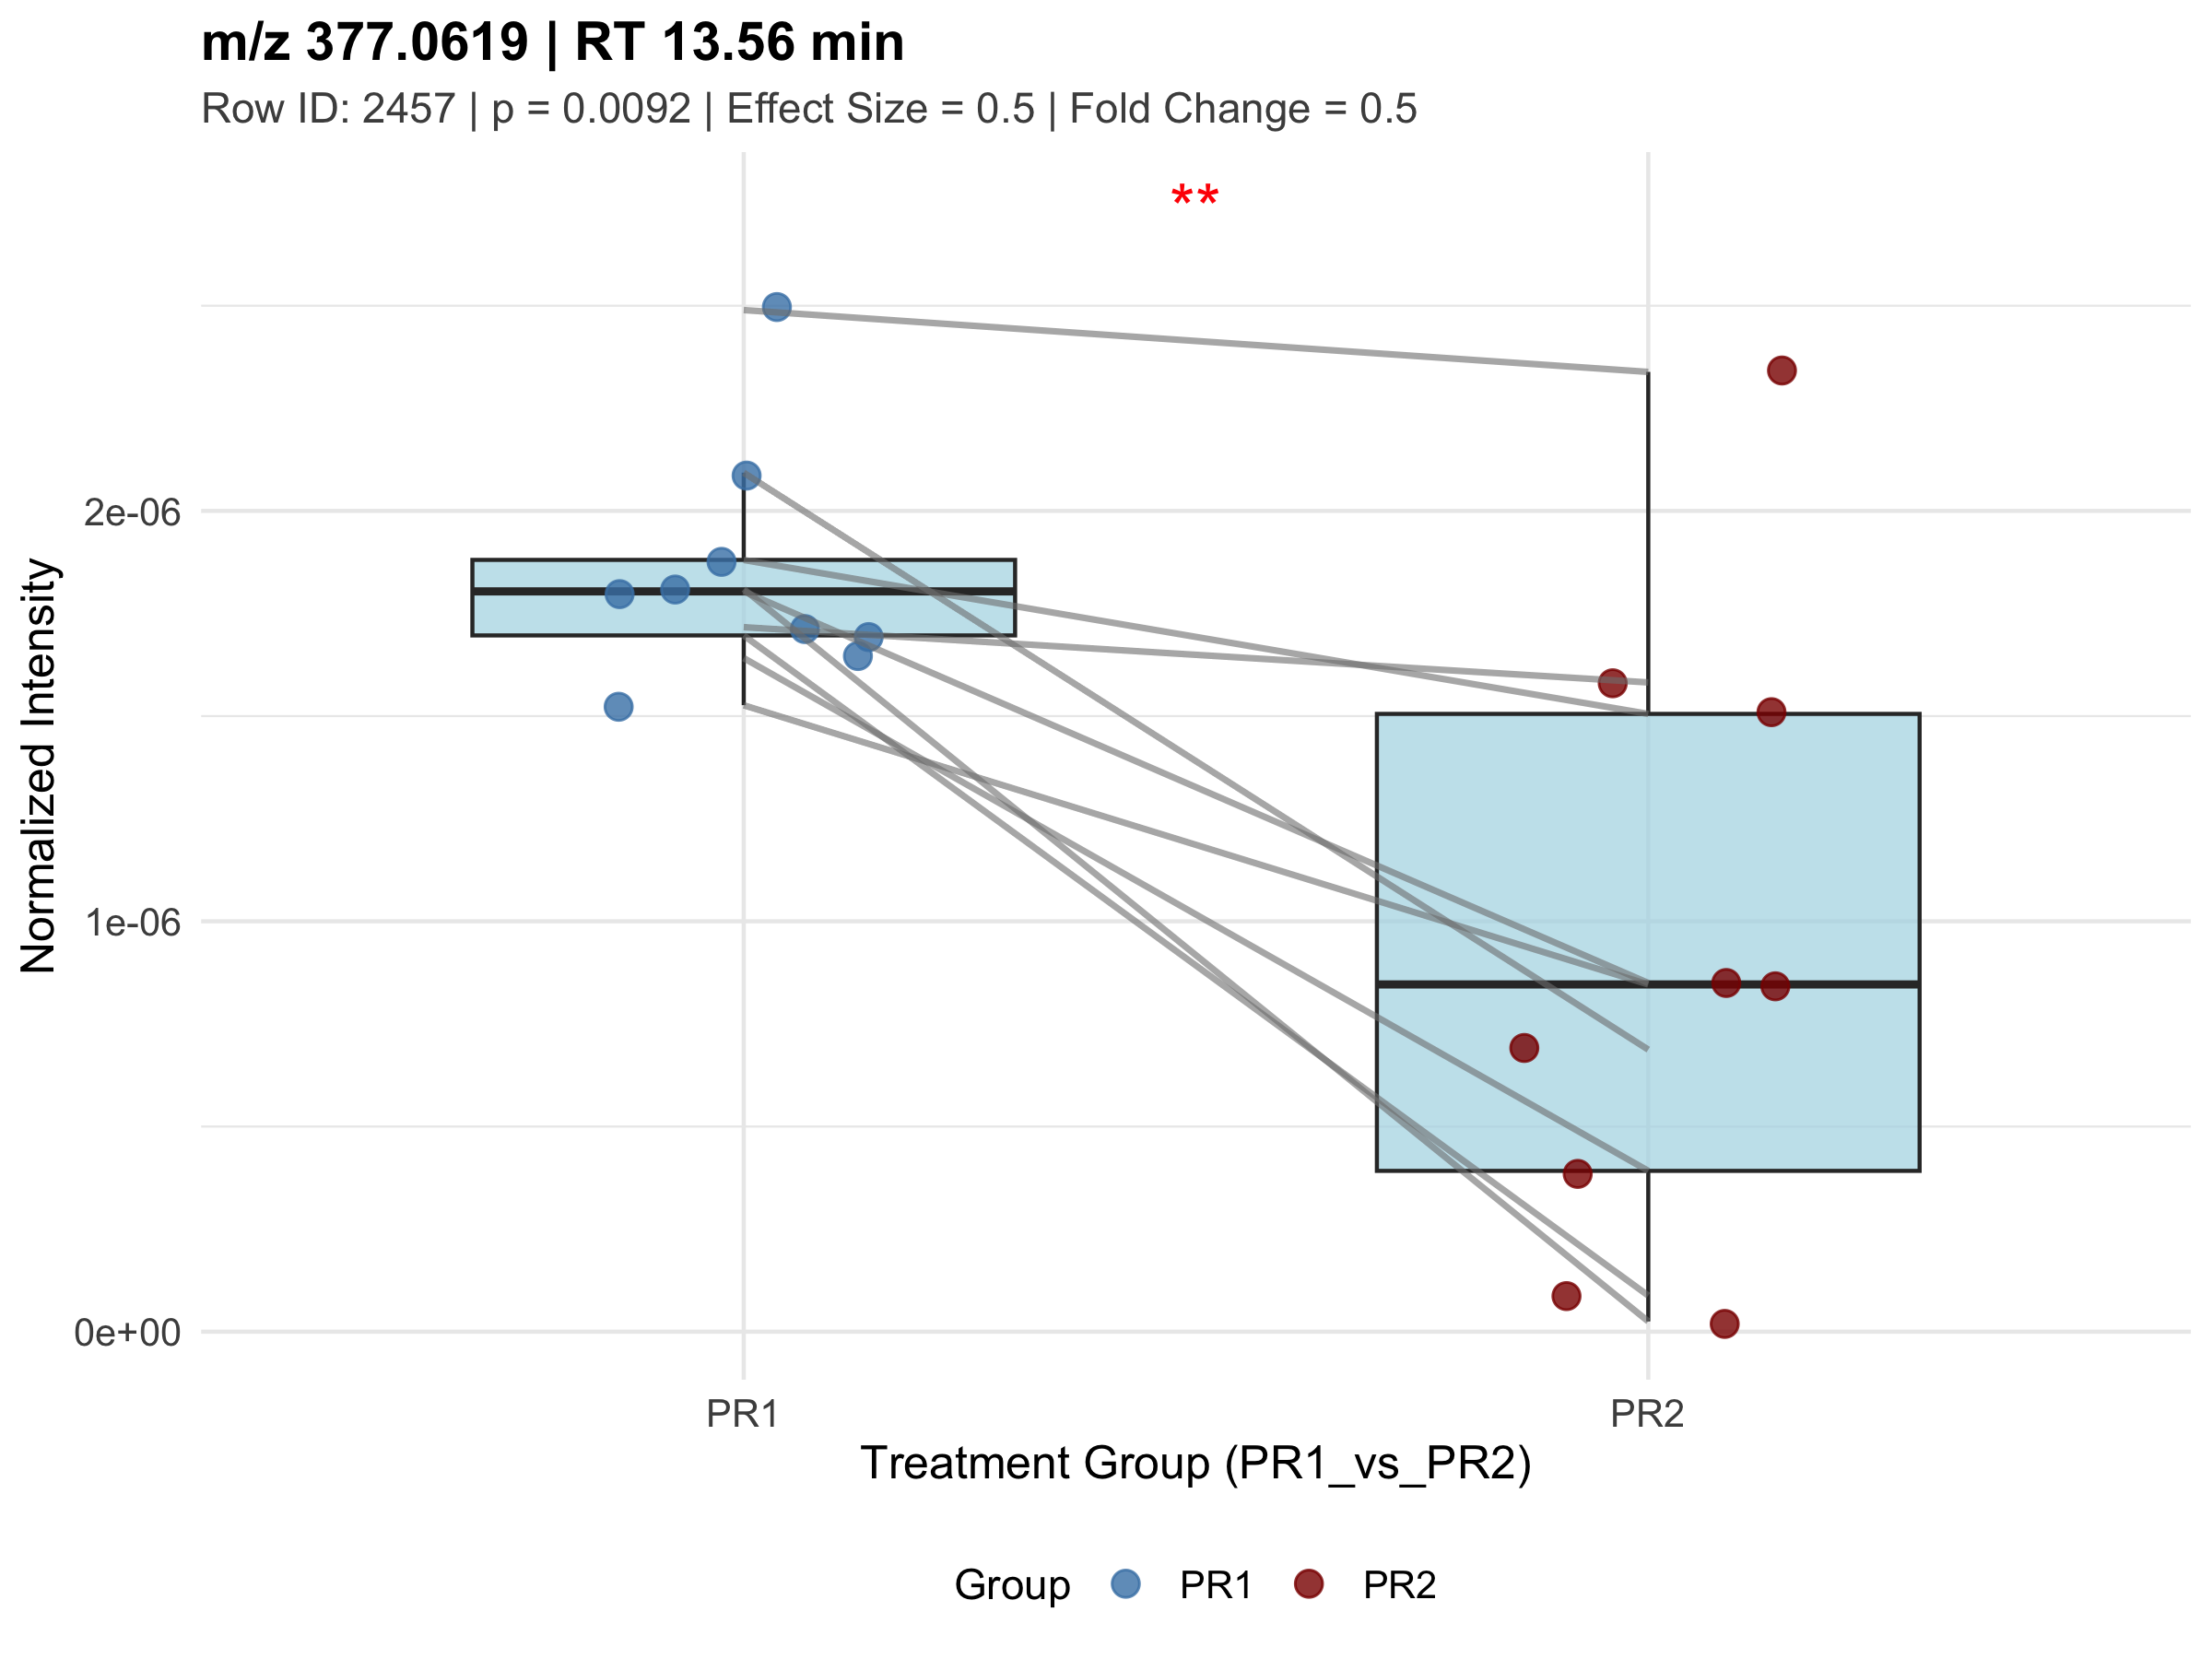 m/z 377.0619 | RT 13.56 min
Row ID: 2457 | p = 0.0092 | Effect Size = 0.5 | Fold Change = 0.5
**
Normalized Intensity
2e-06
1e-06
0e+00
PR1 PR2
Treatment Group (PR1_vs_PR2)
Group PR1 PR2